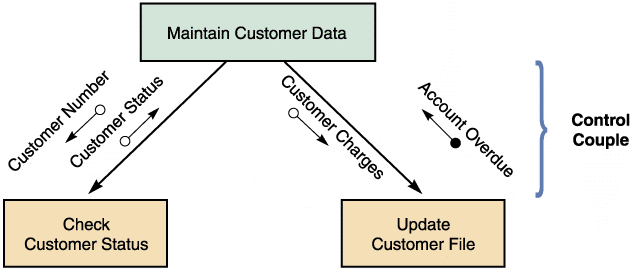 Maintain Customer Data
Customer Number
Customer Status
Customer Charges
Account Overdue
Control
Couple
Check
Customer Status
Update
Customer File